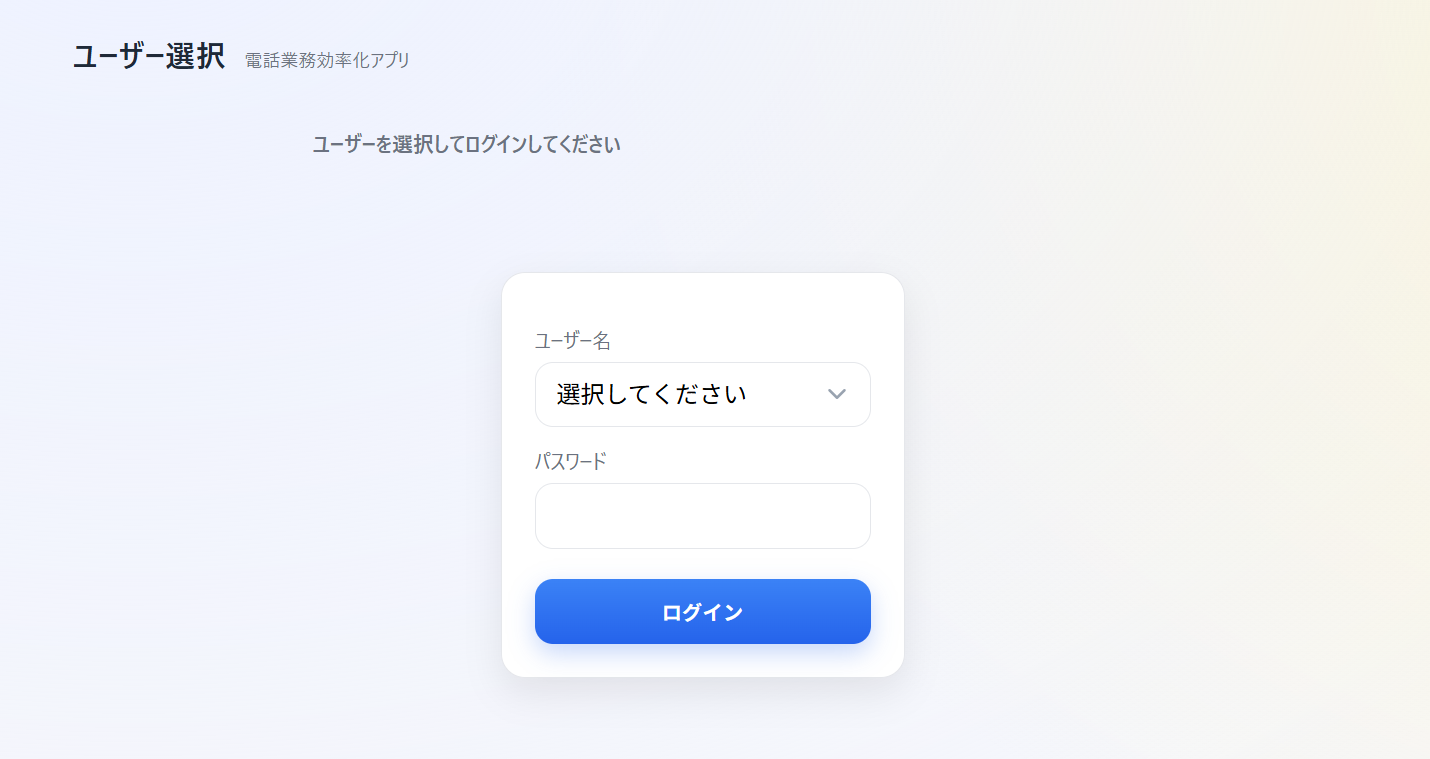 ユーザー選択 電話業務効率化アプリ
ユーザーを選択してログインしてください
ユーザー名
選択してください
パスワード
ログイン